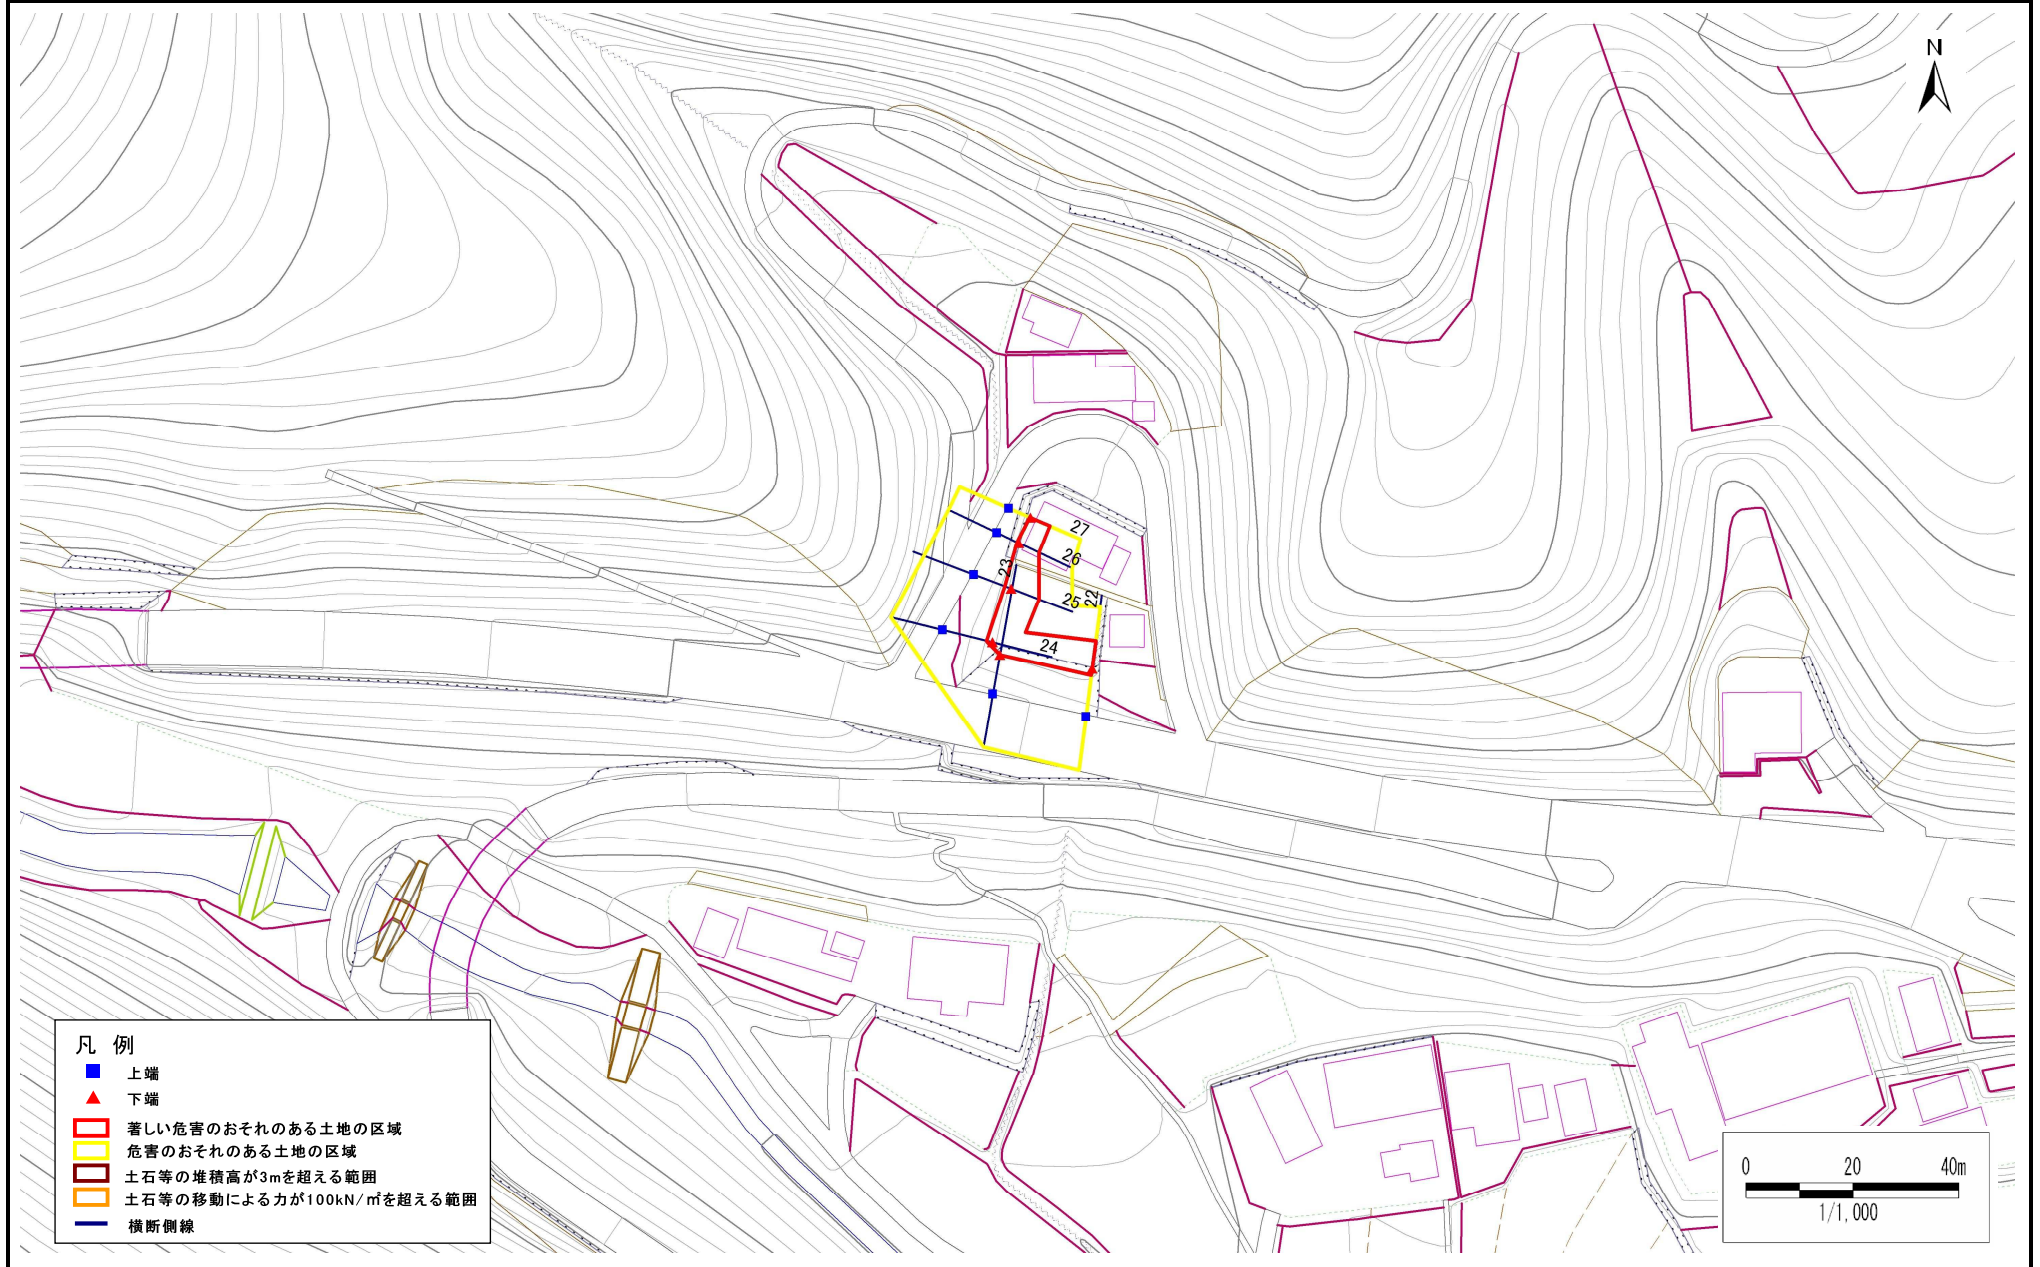 N
27
26
23
25
22
24
凡 例
上端
下端
著しい危害のおそれのある土地の区域
危害のおそれのある土地の区域
土石等の堆積高が3mを超える範囲
土石等の移動による力が100kN/㎡を超える範囲
横断側線
0 20 40m
1/1,000